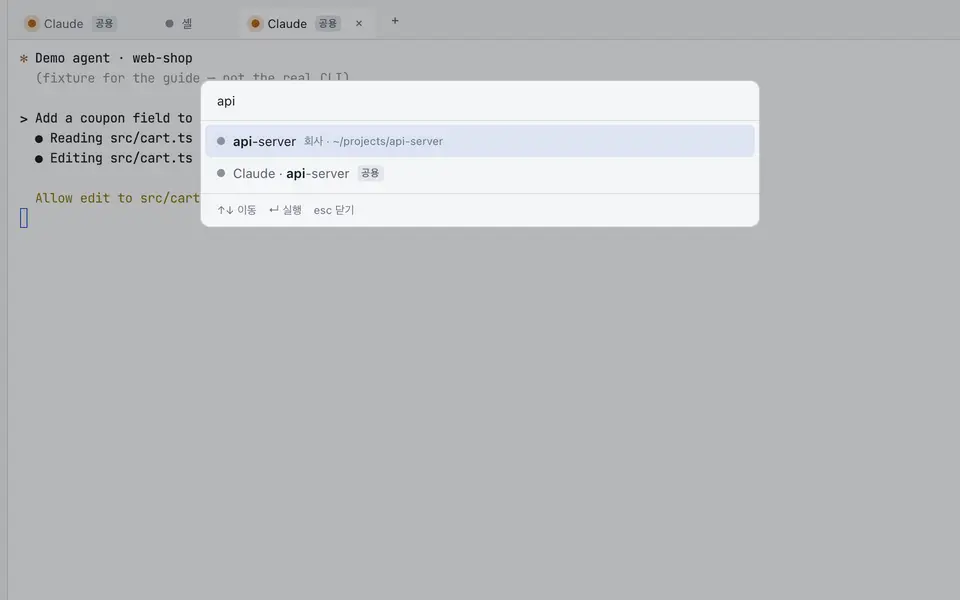 Claude 공용 셸 Claude 공용 × +
* Demo agent · web-shop
(fixture for the guide — not the real CLI)
api
> Add a coupon field to
● Reading src/cart.ts
api-server 회사 · ~/projects/api-server
● Editing src/cart.ts
Claude · api-server 공용
Allow edit to src/cart
↑↓ 이동 ↵ 실행 esc 닫기